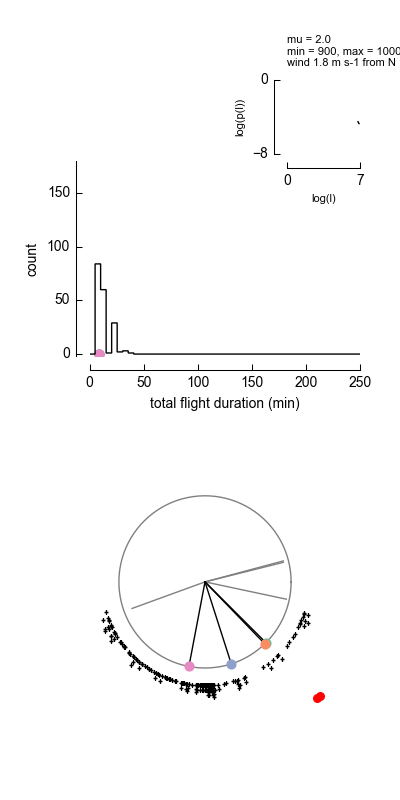 mu = 2.0
min = 900, max = 1000
wind 1.8 m s-1 from N
0
log(p(l))
−8
0 7
log(l)
150
100
50
0
count
0 50 100 150 200 250
total flight duration (min)